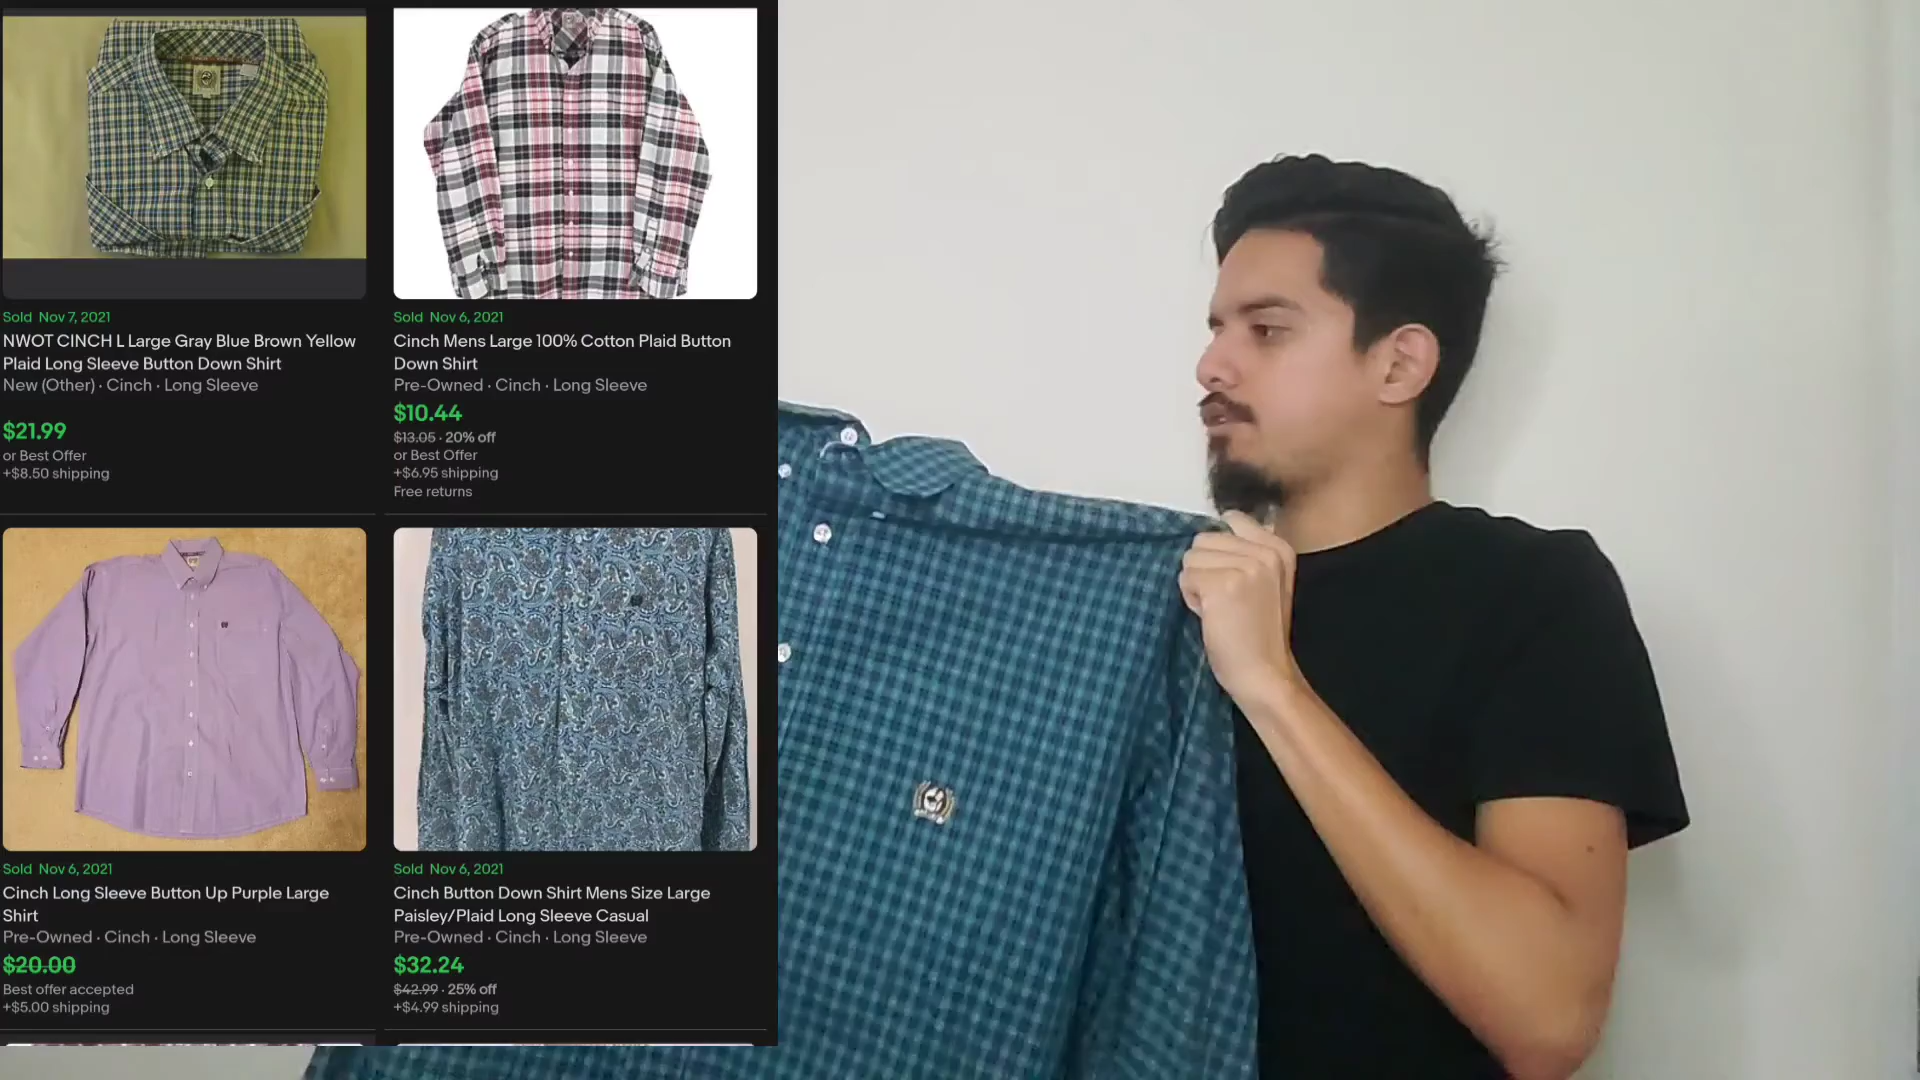 Sold Nov 7, 2021
NWOT CINCH L Large Gray Blue Brown Yellow
Plaid Long Sleeve Button Down Shirt
New (Other) · Cinch · Long Sleeve
$21.99
or Best Offer
+$8.50 shipping
Sold Nov 6, 2021
Cinch Mens Large 100% Cotton Plaid Button
Down Shirt
Pre-Owned · Cinch · Long Sleeve
$10.44
$13.05 · 20% off
or Best Offer
+$6.95 shipping
Free returns
Sold Nov 6, 2021
Cinch Long Sleeve Button Up Purple Large
Shirt
Pre-Owned · Cinch · Long Sleeve
$20.00
Best offer accepted
+$5.00 shipping
Sold Nov 6, 2021
Cinch Button Down Shirt Mens Size Large
Paisley/Plaid Long Sleeve Casual
Pre-Owned · Cinch · Long Sleeve
$32.24
$42.99 · 25% off
+$4.99 shipping